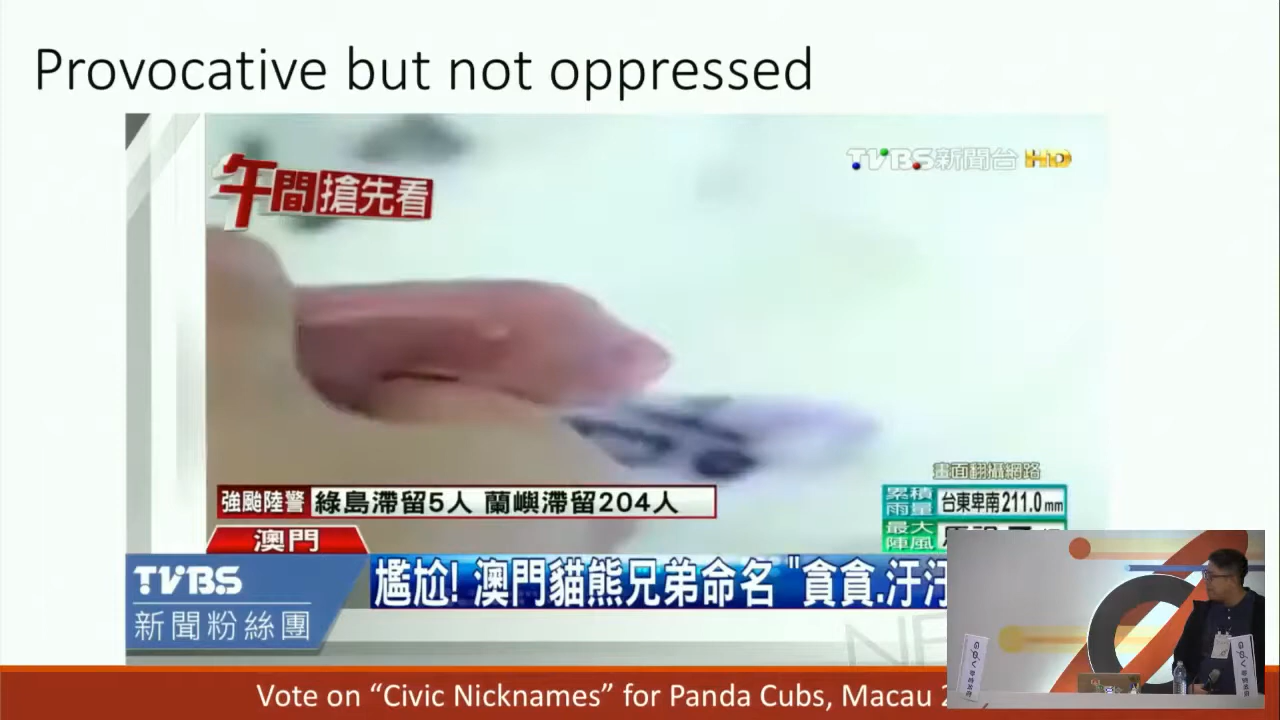 Provocative but not oppressed
TVBS新聞台 HD
午間搶先看
畫面翻攝網路
強颱陸警 綠島滯留5人 蘭嶼滯留204人
累積雨量 台東卑南211.0mm
最大陣風
澳門
TVBS
新聞粉絲團
尷尬! 澳門貓熊兄弟命名 "貪貪.汙汙
Vote on “Civic Nicknames” for Panda Cubs, Macau 2